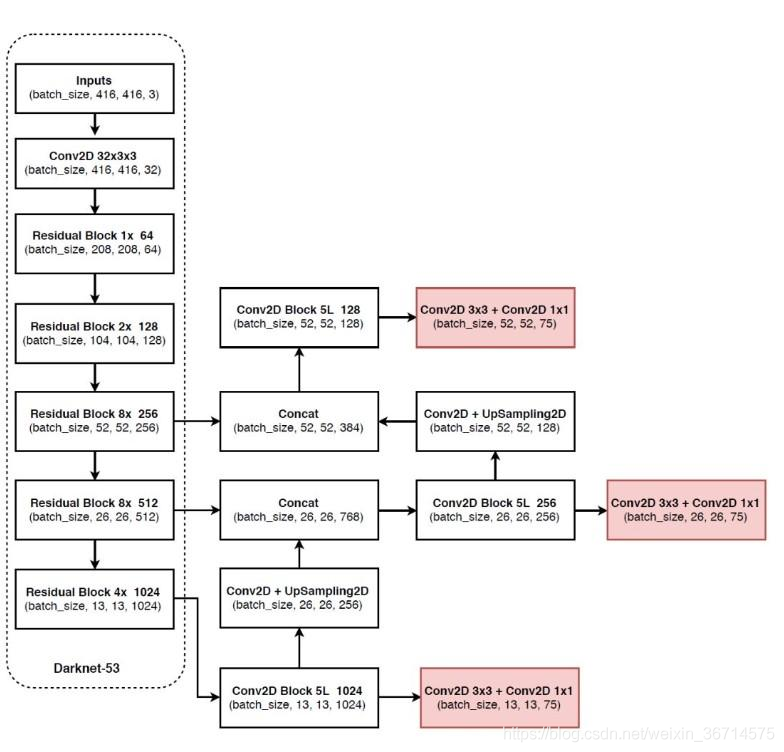 Inputs
(batch_size, 416, 416, 3)
Conv2D 32x3x3
(batch_size, 416, 416, 32)
Residual Block 1x 64
(batch_size, 208, 208, 64)
Residual Block 2x 128
(batch_size, 104, 104, 128)
Residual Block 8x 256
(batch_size, 52, 52, 256)
Residual Block 8x 512
(batch_size, 26, 26, 512)
Residual Block 4x 1024
(batch_size, 13, 13, 1024)
Darknet-53
Conv2D Block 5L 128
(batch_size, 52, 52, 128)
Conv2D 3x3 + Conv2D 1x1
(batch_size, 52, 52, 75)
Concat
(batch_size, 52, 52, 384)
Conv2D + UpSampling2D
(batch_size, 52, 52, 128)
Concat
(batch_size, 26, 26, 768)
Conv2D Block 5L 256
(batch_size, 26, 26, 256)
Conv2D 3x3 + Conv2D 1x1
(batch_size, 26, 26, 75)
Conv2D + UpSampling2D
(batch_size, 26, 26, 256)
Conv2D Block 5L 1024
(batch_size, 13, 13, 1024)
Conv2D 3x3 + Conv2D 1x1
(batch_size, 13, 13, 75)
https://blog.csdn.net/weixin_36714575